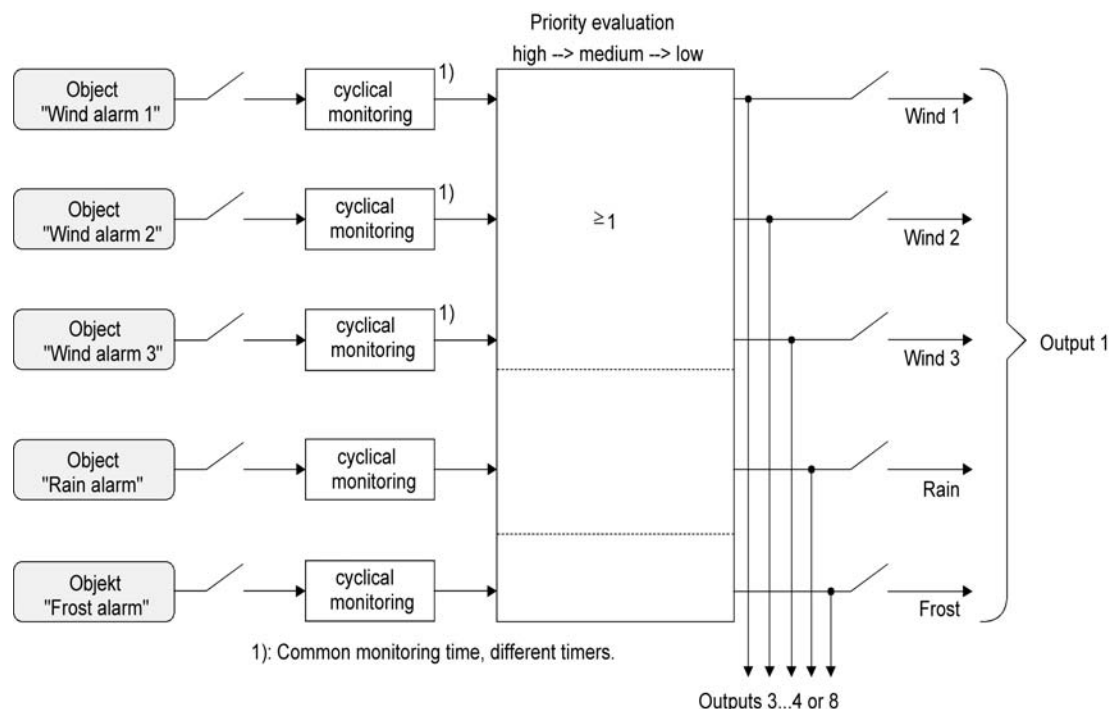 Priority evaluation
high --> medium --> low
Object
"Wind alarm 1"
cyclical
monitoring
1)
Wind 1
Object
"Wind alarm 2"
cyclical
monitoring
1)
≥1
Wind 2
Object
"Wind alarm 3"
cyclical
monitoring
1)
Wind 3
Output 1
Object
"Rain alarm"
cyclical
monitoring
Rain
Objekt
"Frost alarm"
cyclical
monitoring
Frost
1): Common monitoring time, different timers.
Outputs 3...4 or 8